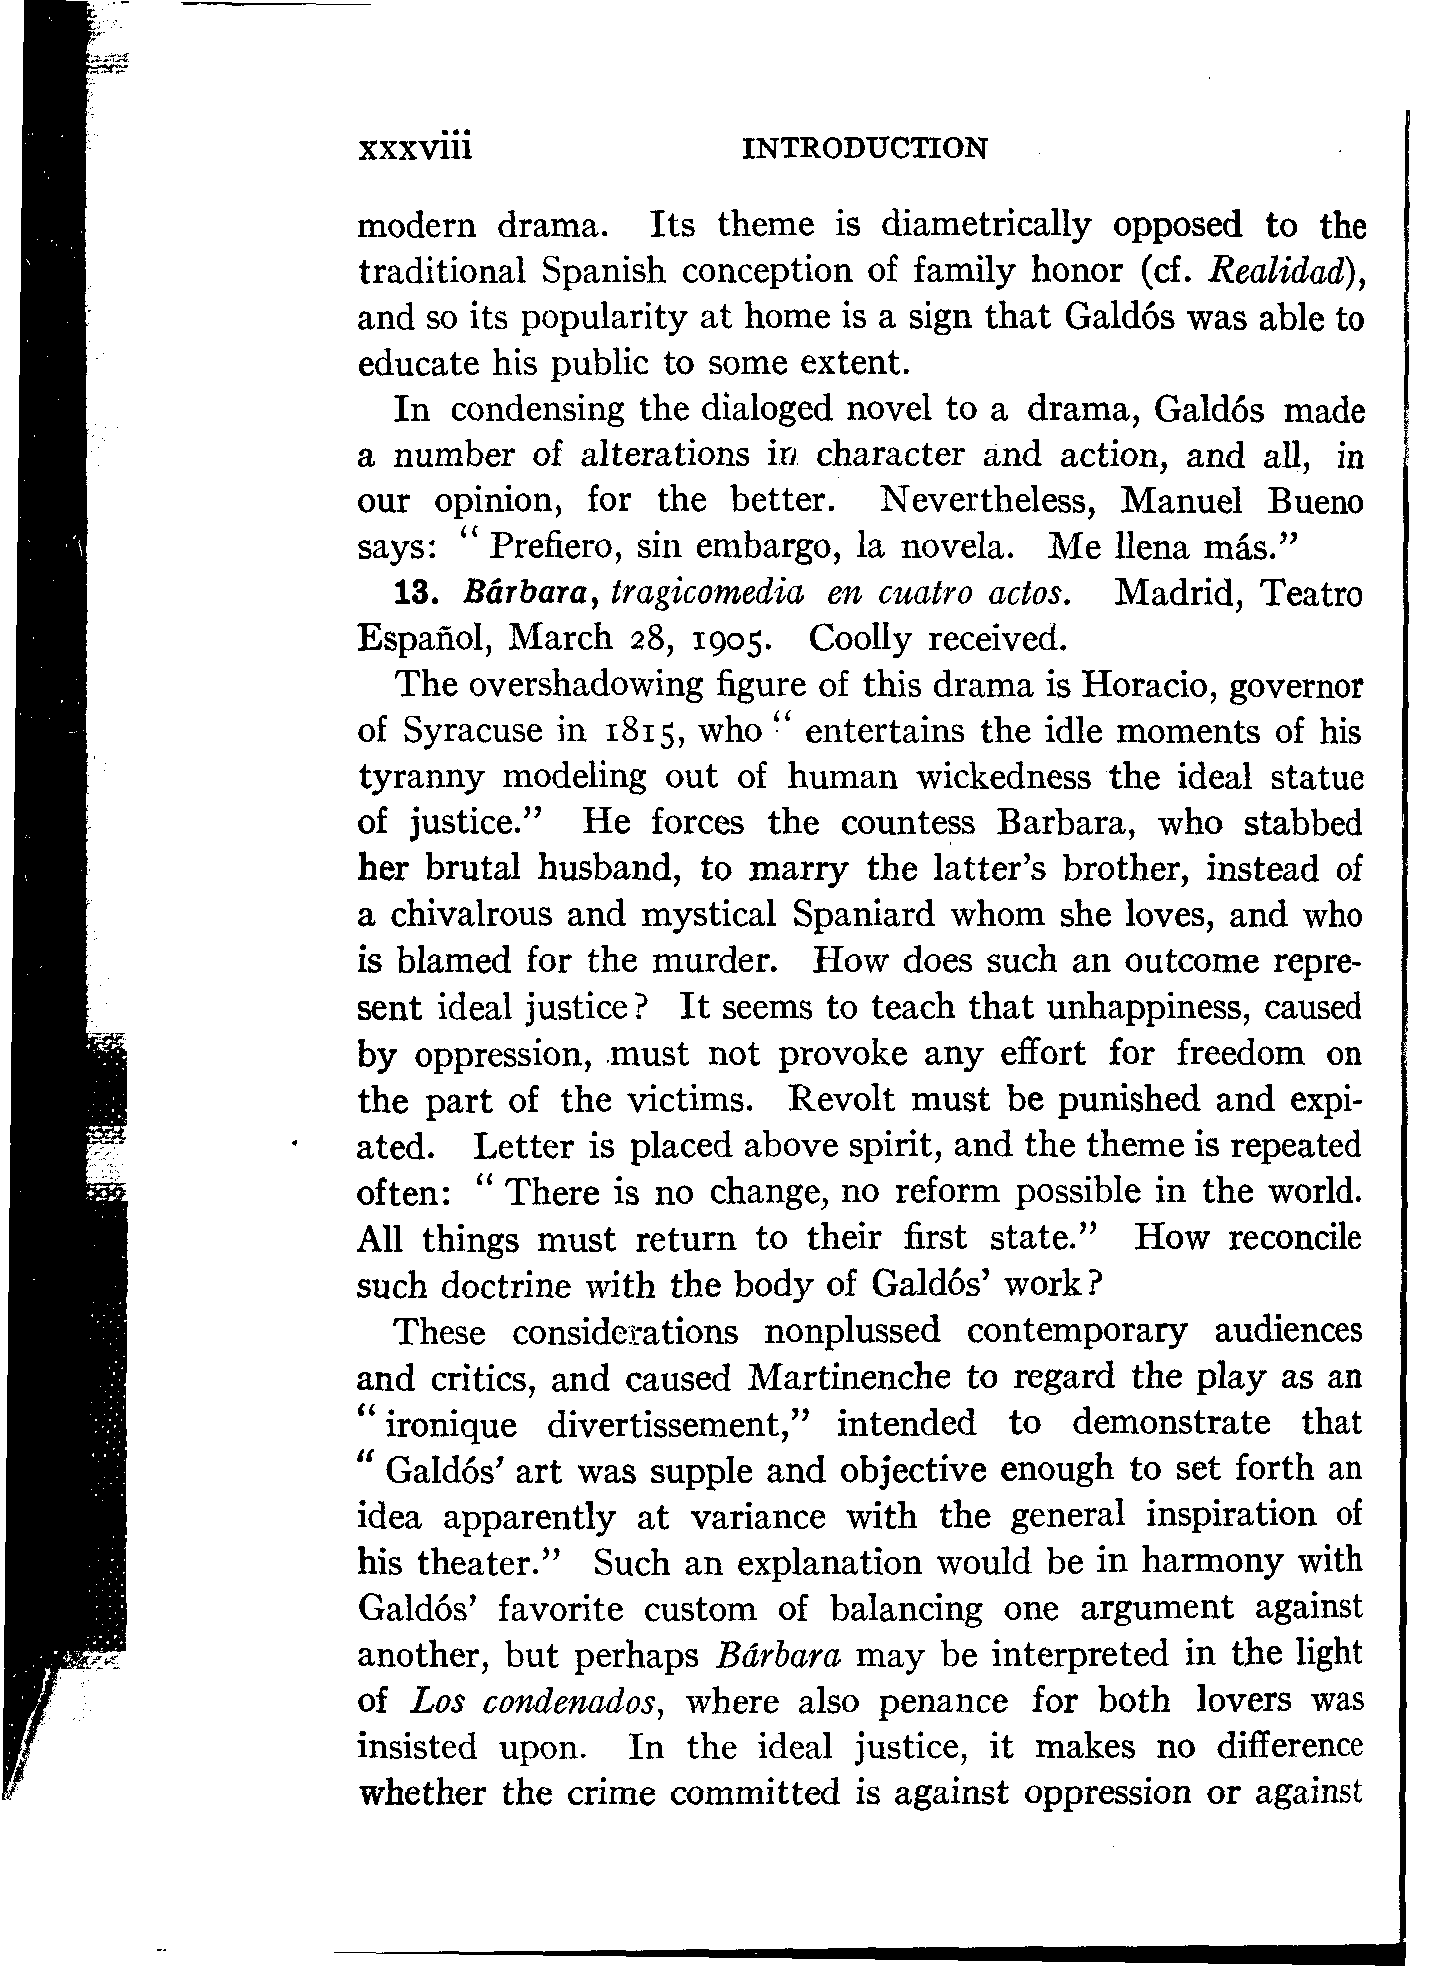 xxxviii INTRODUCTION
modern drama. Its theme is diametrically opposed to the
traditional Spanish conception of family honor (cf. Realidad),
and so its popularity at home is a sign that Galdós was able to
educate his public to some extent.
In condensing the dialoged novel to a drama, Galdós made
a number of alterations in character and action, and all, in
our opinion, for the better. Nevertheless, Manuel Bueno
says: “Prefiero, sin embargo, la novela. Me llena más.”
13. Bárbara, tragicomedia en cuatro actos. Madrid, Teatro
Español, March 28, 1905. Coolly received.
The overshadowing figure of this drama is Horacio, governor
of Syracuse in 1815, who “entertains the idle moments of his
tyranny modeling out of human wickedness the ideal statue
of justice.” He forces the countess Barbara, who stabbed
her brutal husband, to marry the latter’s brother, instead of
a chivalrous and mystical Spaniard whom she loves, and who
is blamed for the murder. How does such an outcome repre-
sent ideal justice? It seems to teach that unhappiness, caused
by oppression, must not provoke any effort for freedom on
the part of the victims. Revolt must be punished and expi-
ated. Letter is placed above spirit, and the theme is repeated
often: “There is no change, no reform possible in the world.
All things must return to their first state.” How reconcile
such doctrine with the body of Galdós’ work?
These considerations nonplussed contemporary audiences
and critics, and caused Martinenche to regard the play as an
“ironique divertissement,” intended to demonstrate that
“Galdós’ art was supple and objective enough to set forth an
idea apparently at variance with the general inspiration of
his theater.” Such an explanation would be in harmony with
Galdós’ favorite custom of balancing one argument against
another, but perhaps Bárbara may be interpreted in the light
of Los condenados, where also penance for both lovers was
insisted upon. In the ideal justice, it makes no difference
whether the crime committed is against oppression or against